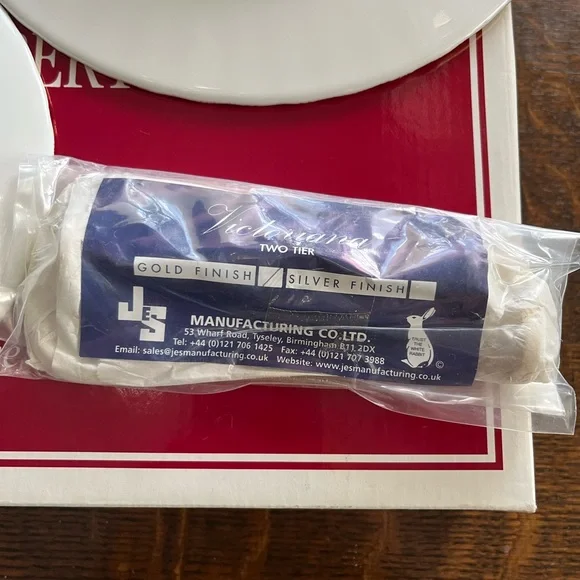 ER
Victoriana
TWO TIER
GOLD FINISH SILVER FINISH
JES
MANUFACTURING CO.LTD.
53 Wharf Road, Tyseley, Birmingham B11 2DX
Tel: +44 (0)121 706 1425 Fax: +44 (0)121 707 3988
Email: sales@jesmanufacturing.co.uk Website: www.jesmanufacturing.co.uk
TRUST
THE
WHITE
RABBIT
©